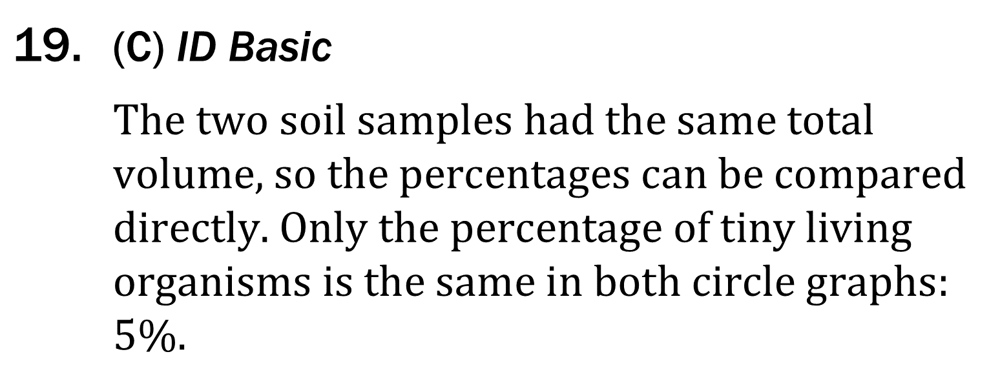 19. (C) ID Basic
The two soil samples had the same total
volume, so the percentages can be compared
directly. Only the percentage of tiny living
organisms is the same in both circle graphs:
5%.